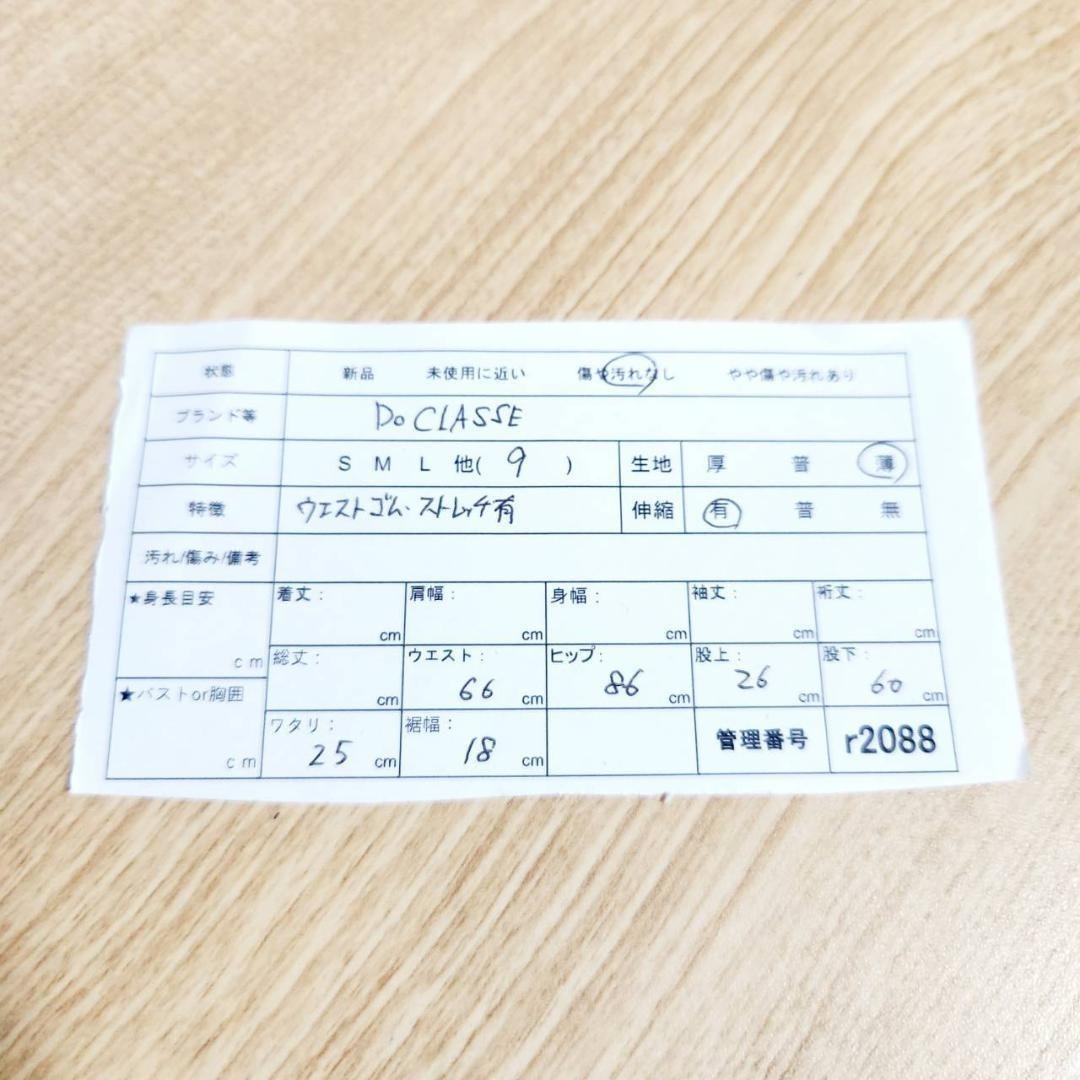 状態 新品 未使用に近い 傷や汚れなし やや傷や汚れあり
ブランド等 DoCLASSE
サイズ S M L 他( 9 ) 生地 厚 普 薄
特徴 ウエストゴム・ストレッチ有 伸縮 有 普 無
汚れ/傷み/備考
★身長目安 cm 着丈: cm 肩幅: cm 身幅: cm 袖丈: cm 裄丈: cm
総丈: cm ウエスト: 66 cm ヒップ: 86 cm 股上: 26 cm 股下: 60 cm
★バストor胸囲 cm ワタリ: 25 cm 裾幅: 18 cm 管理番号 r2088